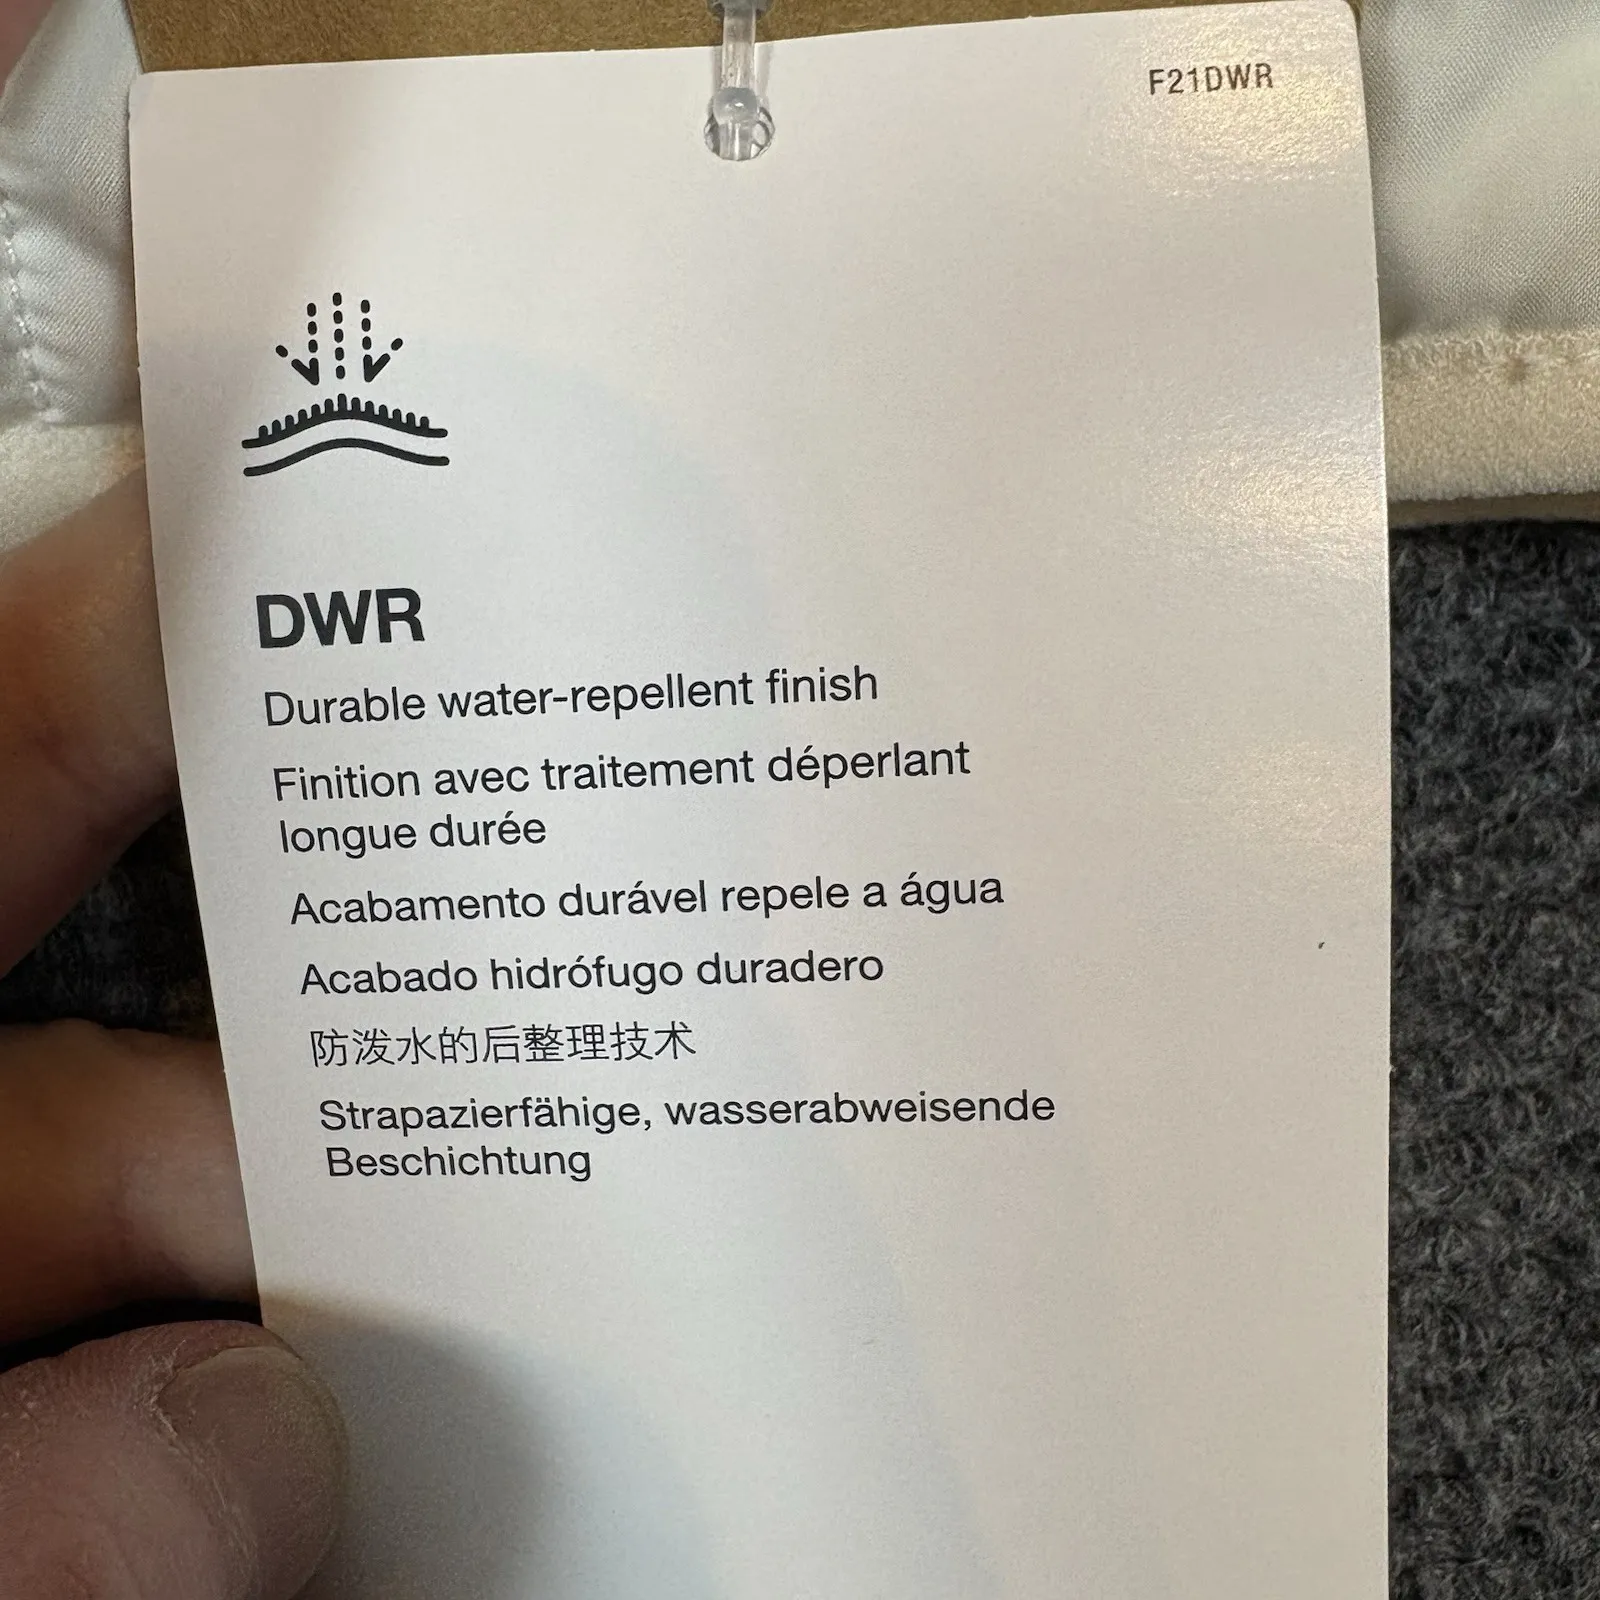 F21DWR
DWR
Durable water-repellent finish
Finition avec traitement déperlant
longue durée
Acabamento durável repele a água
Acabado hidrófugo duradero
防泼水的后整理技术
Strapazierfähige, wasserabweisende
Beschichtung